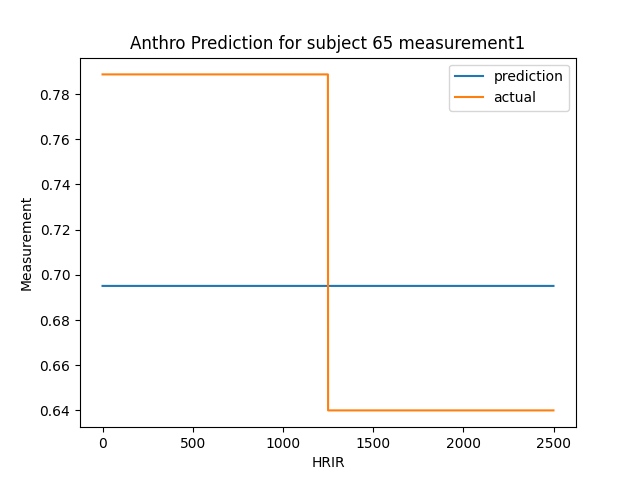 Anthro Prediction for subject 65 measurement1
prediction
actual
Measurement
0.78
0.76
0.74
0.72
0.70
0.68
0.66
0.64
0
500
1000
1500
2000
2500
HRIR